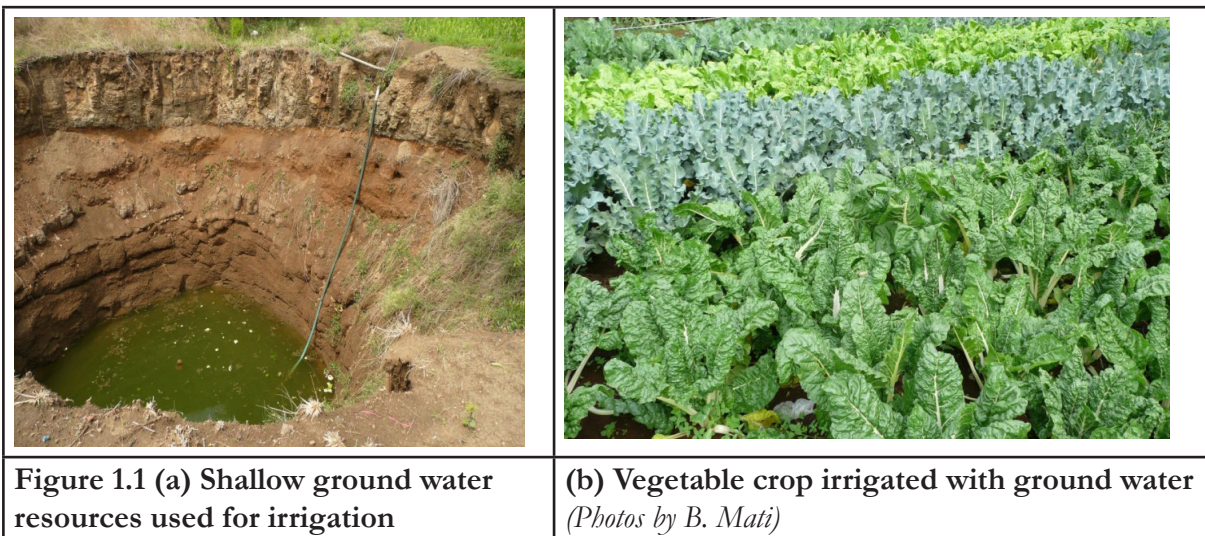 Figure 1.1 (a) Shallow ground water
resources used for irrigation
(b) Vegetable crop irrigated with ground water
(Photos by B. Mati)